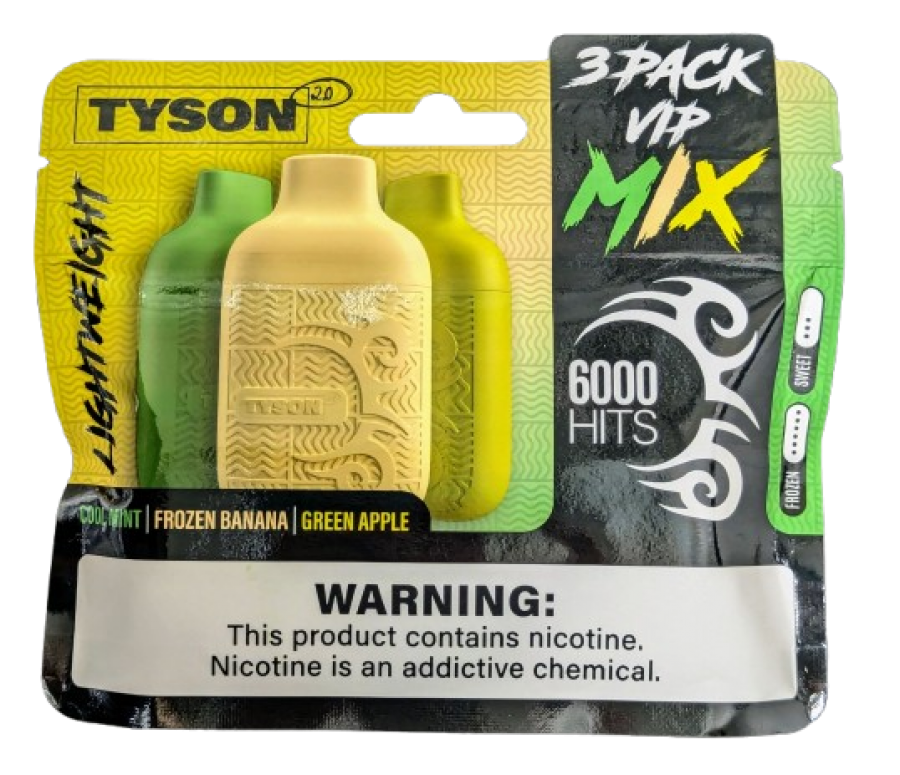 TYSON 2.0
LIGHTWEIGHT
3 PACK
VIP
MIX
TYSON
6000
HITS
SWEET
FROZEN
COOL MINT | FROZEN BANANA | GREEN APPLE
WARNING:
This product contains nicotine.
Nicotine is an addictive chemical.